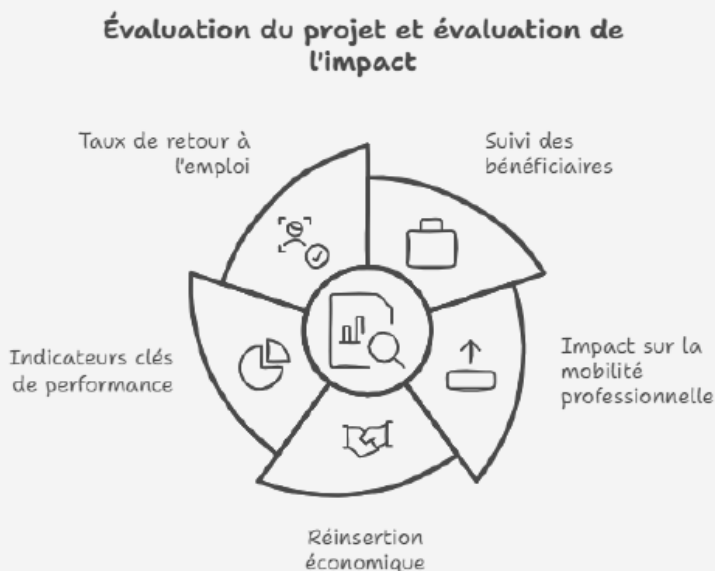 Évaluation du projet et évaluation de
l'impact
Taux de retour à
l'emploi
Suivi des
bénéficiaires
Indicateurs clés
de performance
Impact sur la
mobilité
professionnelle
Réinsertion
économique